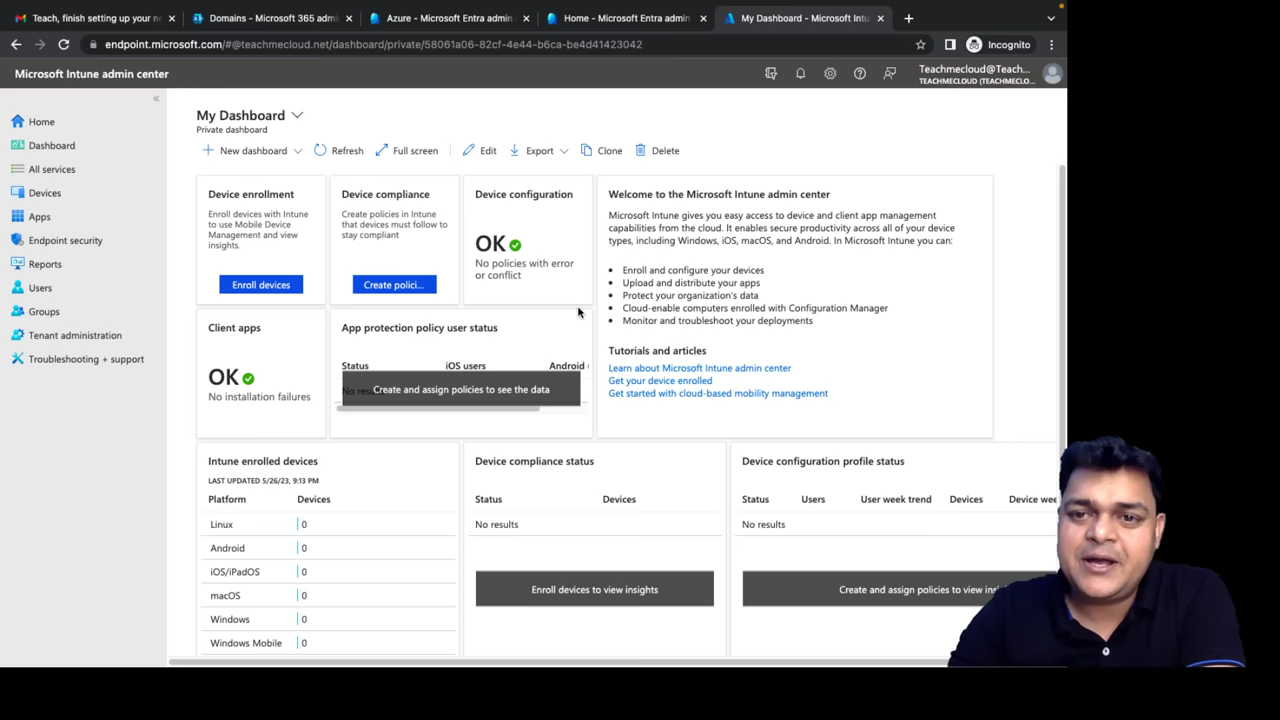 Teach, finish setting up your ne
Domains - Microsoft 365 admi
Azure - Microsoft Entra admin
Home - Microsoft Entra admin
My Dashboard - Microsoft Intu
endpoint.microsoft.com/#@teachmecloud.net/dashboard/private/58061a06-82cf-4e44-b6ca-be4d41423042
Incognito
Microsoft Intune admin center
Teachmecloud@Teach...
TEACHMECLOUD (TEACHMECLO...
Home
Dashboard
All services
Devices
Apps
Endpoint security
Reports
Users
Groups
Tenant administration
Troubleshooting + support
My Dashboard
Private dashboard
New dashboard
Refresh
Full screen
Edit
Export
Clone
Delete
Device enrollment
Enroll devices with Intune
to use Mobile Device
Management and view
insights.
Enroll devices
Device compliance
Create policies in Intune
that devices must follow to
stay compliant
Create polici...
Device configuration
OK
No policies with error
or conflict
Welcome to the Microsoft Intune admin center
Microsoft Intune gives you easy access to device and client app management
capabilities from the cloud. It enables secure productivity across all of your device
types, including Windows, iOS, macOS, and Android. In Microsoft Intune you can:
• Enroll and configure your devices
• Upload and distribute your apps
• Protect your organization's data
• Cloud-enable computers enrolled with Configuration Manager
• Monitor and troubleshoot your deployments
Tutorials and articles
Learn about Microsoft Intune admin center
Get your device enrolled
Get started with cloud-based mobility management
Client apps
OK
No installation failures
App protection policy user status
Status iOS users Android
Create and assign policies to see the data
Intune enrolled devices
LAST UPDATED 5/26/23, 9:13 PM
Platform Devices
Linux 0
Android 0
iOS/iPadOS 0
macOS 0
Windows 0
Windows Mobile 0
Device compliance status
Status Devices
No results
Enroll devices to view insights
Device configuration profile status
Status Users User week trend Devices Device wee
No results
Create and assign policies to view insi